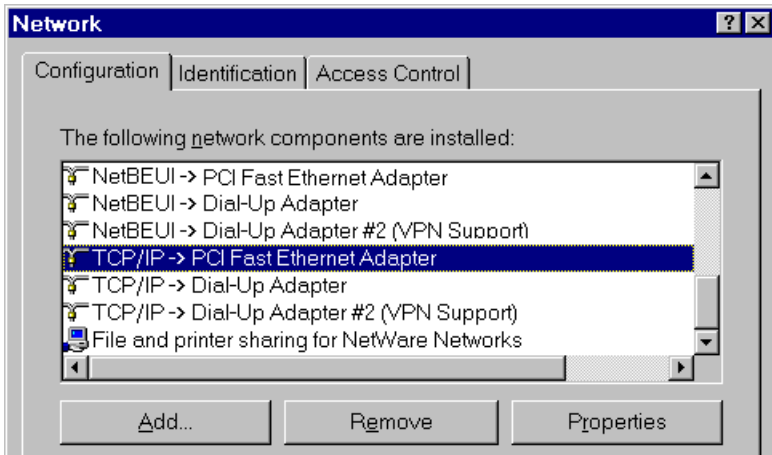 Network
Configuration Identification Access Control
The following network components are installed:
NetBEUI -> PCI Fast Ethernet Adapter
NetBEUI -> Dial-Up Adapter
NetBEUI -> Dial-Up Adapter #2 (VPN Support)
TCP/IP -> PCI Fast Ethernet Adapter
TCP/IP -> Dial-Up Adapter
TCP/IP -> Dial-Up Adapter #2 (VPN Support)
File and printer sharing for NetWare Networks
Add... Remove Properties